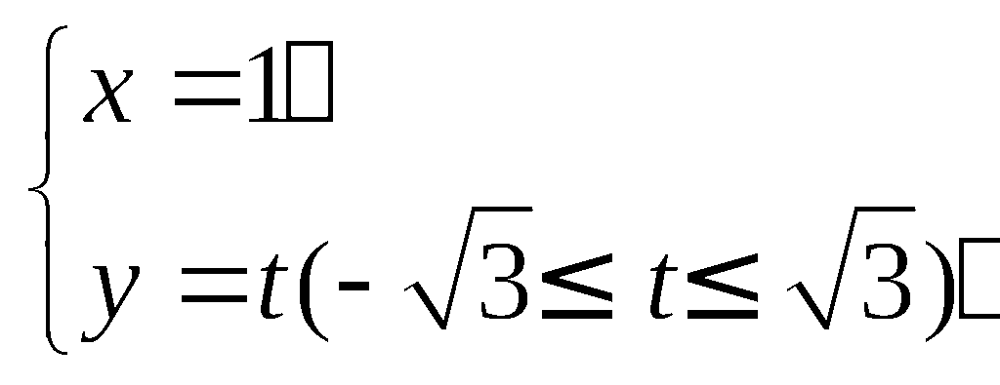 x = 1□
y = t(- √3 ≤ t ≤ √3)□